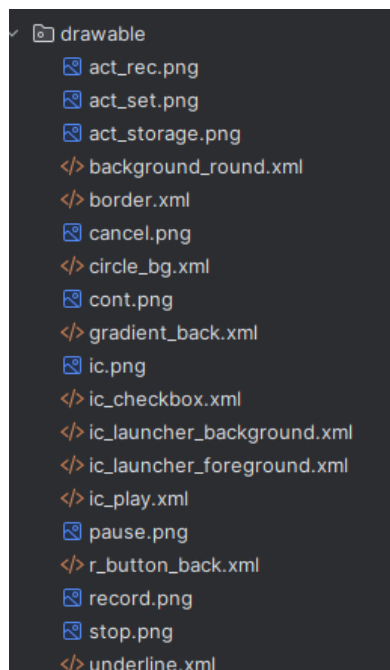 drawable
act_rec.png
act_set.png
act_storage.png
</> background_round.xml
</> border.xml
cancel.png
</> circle_bg.xml
cont.png
</> gradient_back.xml
ic.png
</> ic_checkbox.xml
</> ic_launcher_background.xml
</> ic_launcher_foreground.xml
</> ic_play.xml
pause.png
</> r_button_back.xml
record.png
stop.png
</> underline.xml